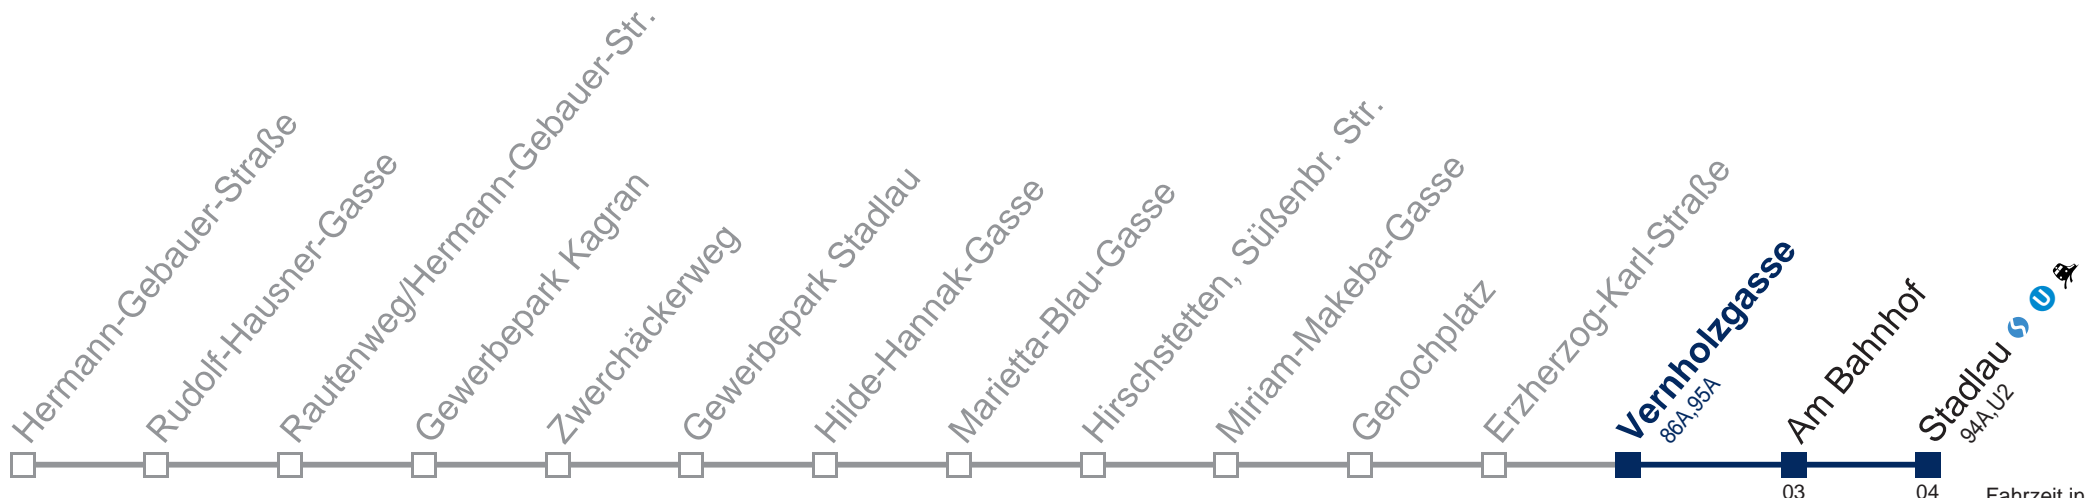 Hermann-Gebauer-Straße
Rudolf-Hausner-Gasse
Rautenweg/Hermann-Gebauer-Str.
Gewerbepark Kagran
Zwerchäckerweg
Gewerbepark Stadlau
Hilde-Hannak-Gasse
Marietta-Blau-Gasse
Hirschstetten, Süßenbr. Str.
Miriam-Makeba-Gasse
Genochplatz
Erzherzog-Karl-Straße
Vernholzgasse
86A,95A
Am Bahnhof
Stadlau S U
94A,U2
03
04
Fahrzeit in